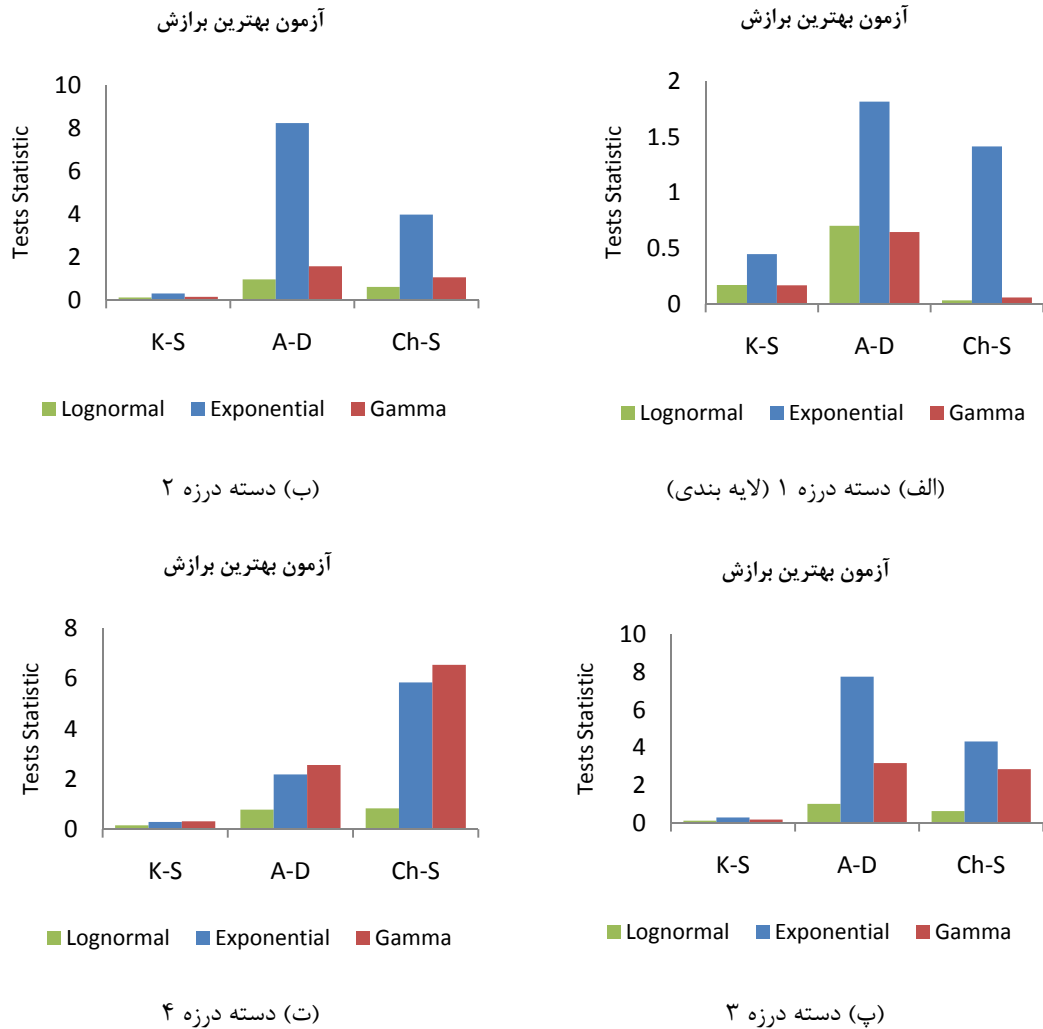 آزمون بهترین برازش
Tests Statistic
2
1.5
1
0.5
0
K-S A-D Ch-S
Lognormal Exponential Gamma
(الف) دسته درزه ۱ (لایه بندی)
آزمون بهترین برازش
Tests Statistic
10
8
6
4
2
0
K-S A-D Ch-S
Lognormal Exponential Gamma
(ب) دسته درزه ۲
آزمون بهترین برازش
Tests Statistic
10
8
6
4
2
0
K-S A-D Ch-S
Lognormal Exponential Gamma
(پ) دسته درزه ۳
آزمون بهترین برازش
Tests Statistic
8
6
4
2
0
K-S A-D Ch-S
Lognormal Exponential Gamma
(ت) دسته درزه ۴